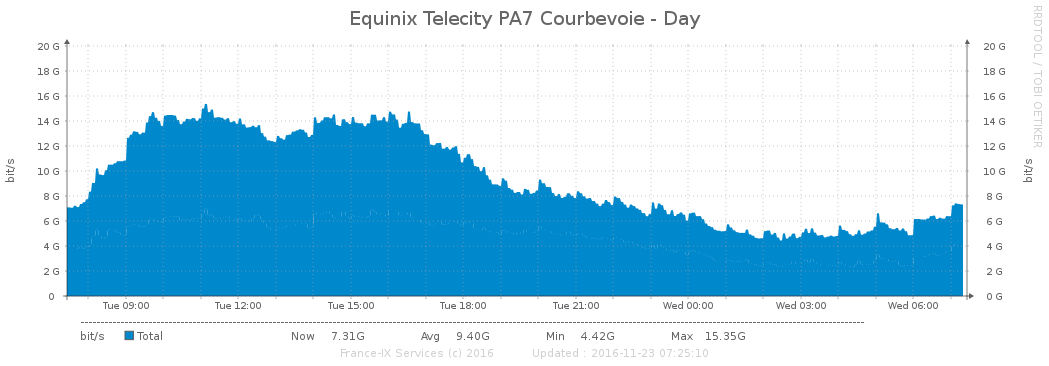 Equinix Telecity PA7 Courbevoie - Day
RRDTOOL / TOBI OETIKER
20 G 20 G
18 G 18 G
16 G 16 G
14 G 14 G
12 G 12 G
10 G 10 G
8 G 8 G
6 G 6 G
4 G 4 G
2 G 2 G
0 0 G
bit/s bit/s
Tue 09:00 Tue 12:00 Tue 15:00 Tue 18:00 Tue 21:00 Wed 00:00 Wed 03:00 Wed 06:00
bit/s Total Now 7.31G Avg 9.40G Min 4.42G Max 15.35G
France-IX Services (c) 2016 Updated : 2016-11-23 07:25:10